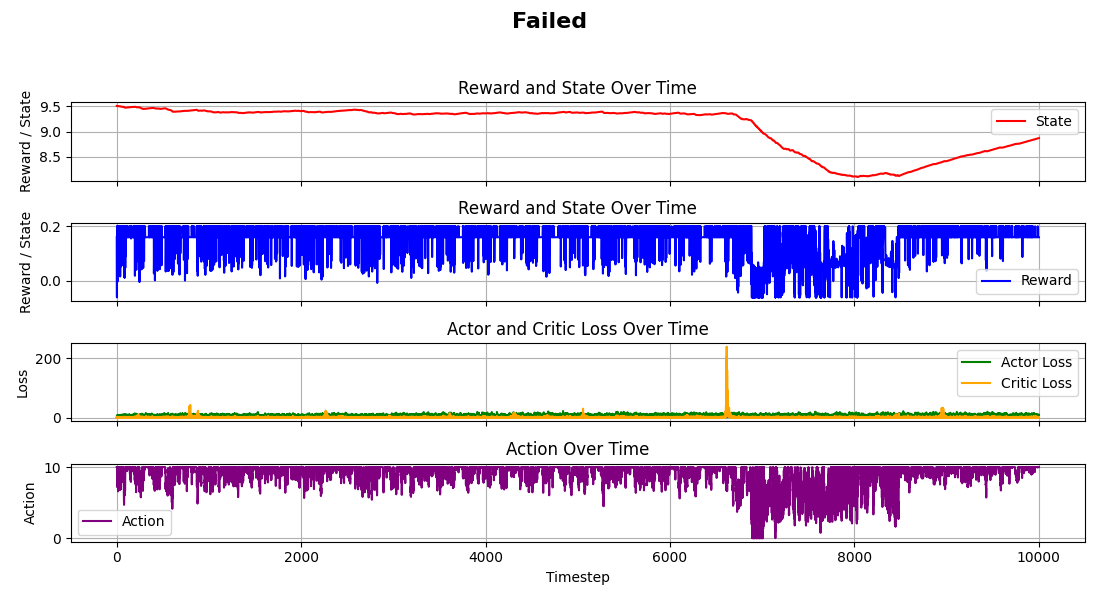 Failed
Reward and State Over Time
Reward / State
9.5
9.0
8.5
State
Reward and State Over Time
Reward / State
0.2
0.0
Reward
Actor and Critic Loss Over Time
Loss
200
0
Actor Loss
Critic Loss
Action Over Time
Action
10
0
Action
0 2000 4000 6000 8000 10000
Timestep